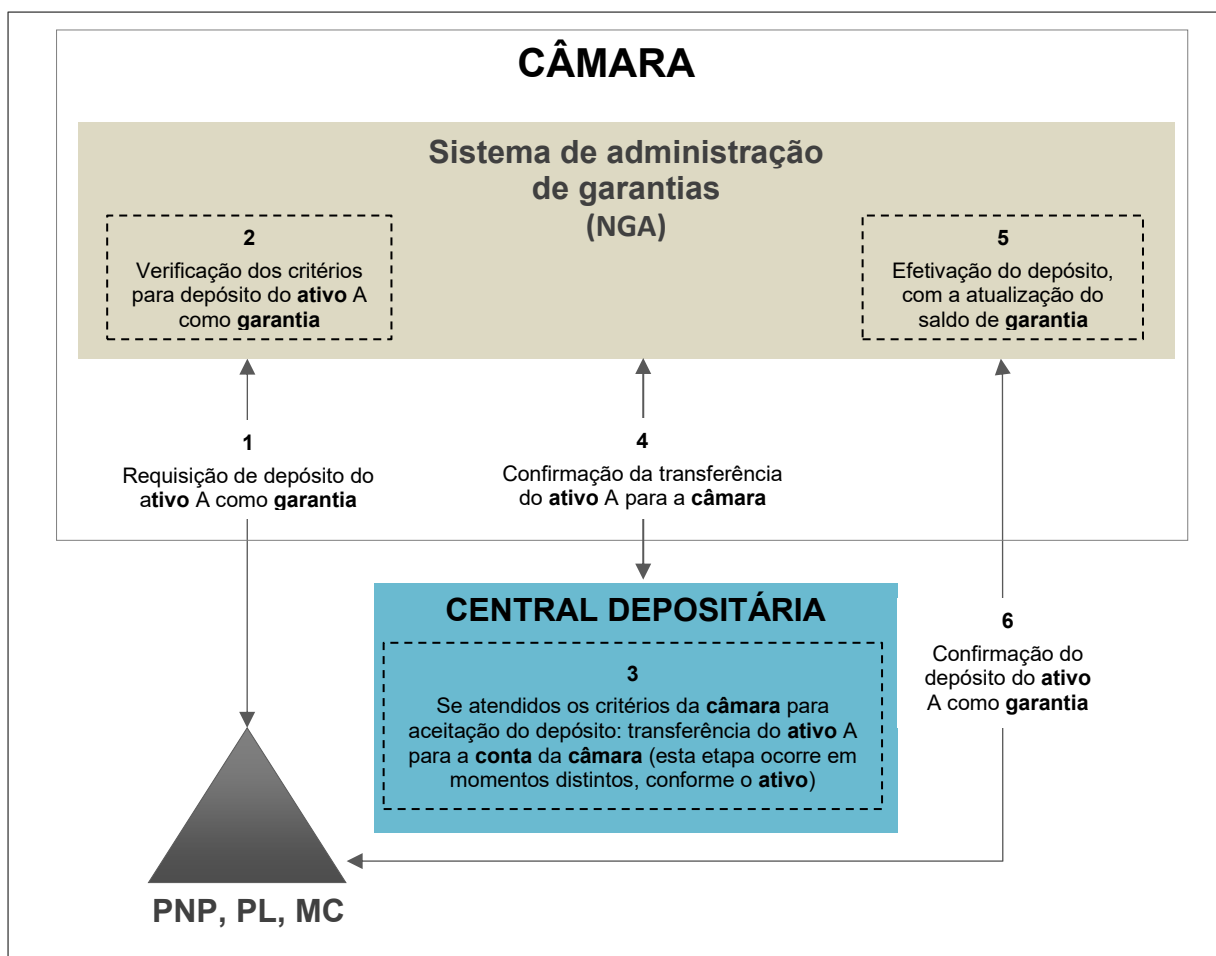 CÂMARA
Sistema de administração
de garantias
(NGA)
2
Verificação dos critérios
para depósito do ativo A
como garantia
5
Efetivação do depósito,
com a atualização do
saldo de garantia
1
Requisição de depósito do
ativo A como garantia
4
Confirmação da transferência
do ativo A para a câmara
CENTRAL DEPOSITÁRIA
3
Se atendidos os critérios da câmara para
aceitação do depósito: transferência do ativo A
para a conta da câmara (esta etapa ocorre em
momentos distintos, conforme o ativo)
6
Confirmação do
depósito do ativo
A como garantia
PNP, PL, MC